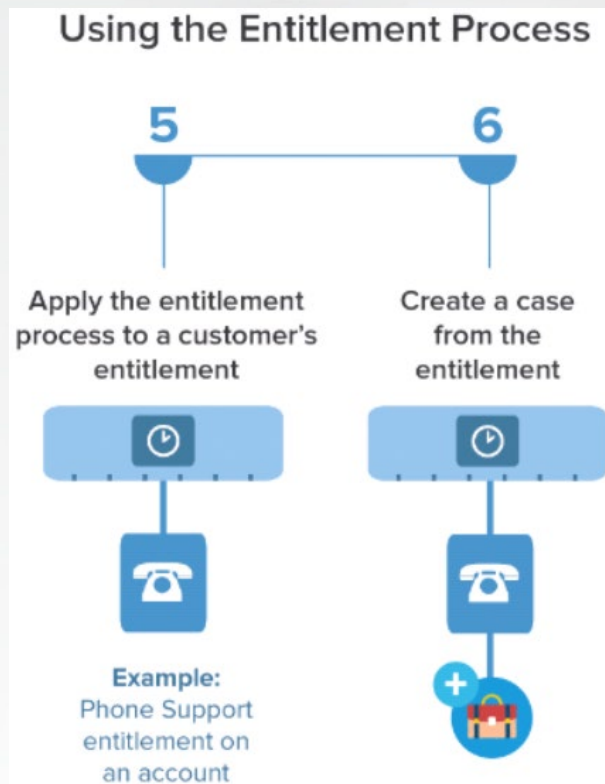 Using the Entitlement Process
5
6
Apply the entitlement
process to a customer's
entitlement
Create a case
from the
entitlement
Example:
Phone Support
entitlement on
an account